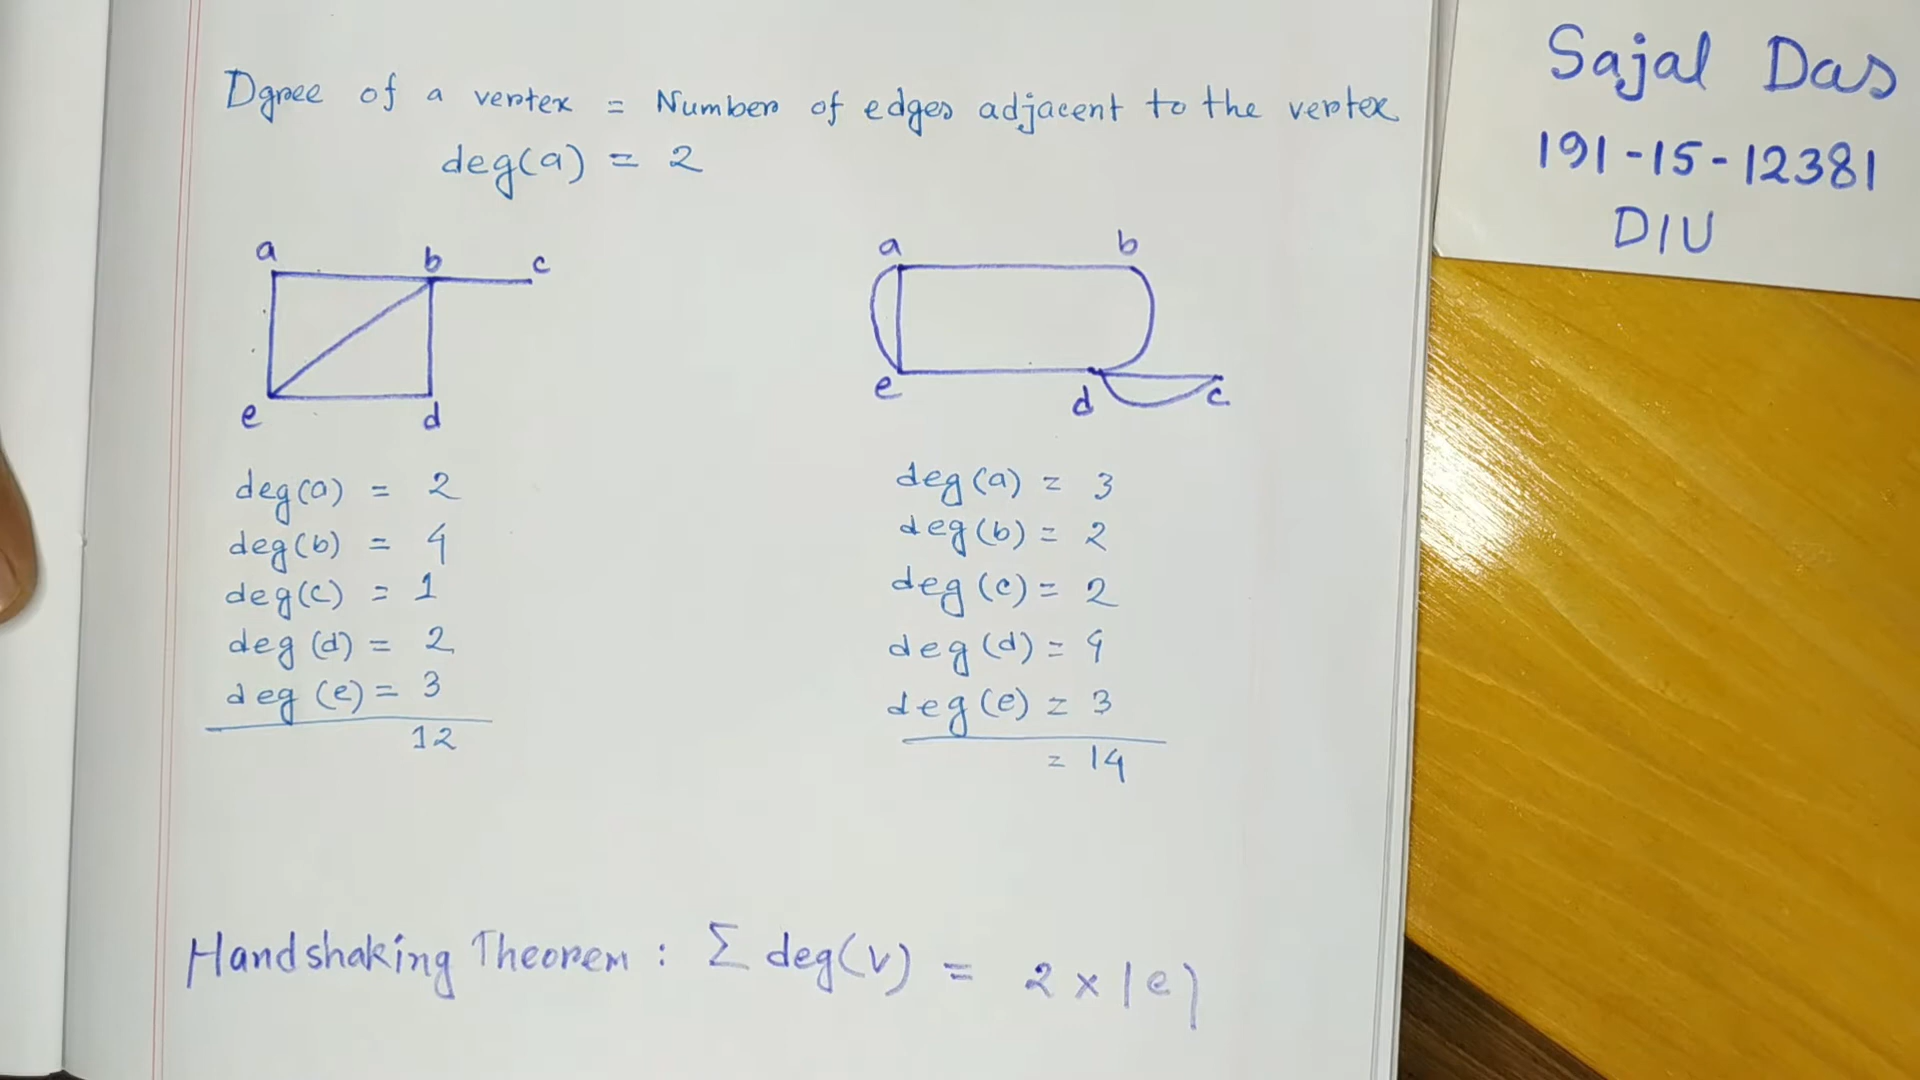 Dgree of a vertex = Number of edges adjacent to the vertex
deg(a) = 2
a b c
e d
deg(a) = 2
deg(b) = 4
deg(c) = 1
deg(d) = 2
deg(e) = 3
12
a b
e d c
deg(a) = 3
deg(b) = 2
deg(c) = 2
deg(d) = 4
deg(e) = 3
= 14
Handshaking Theorem : Σ deg(v) = 2 × |e|
Sajal Das
191-15-12381
DIU